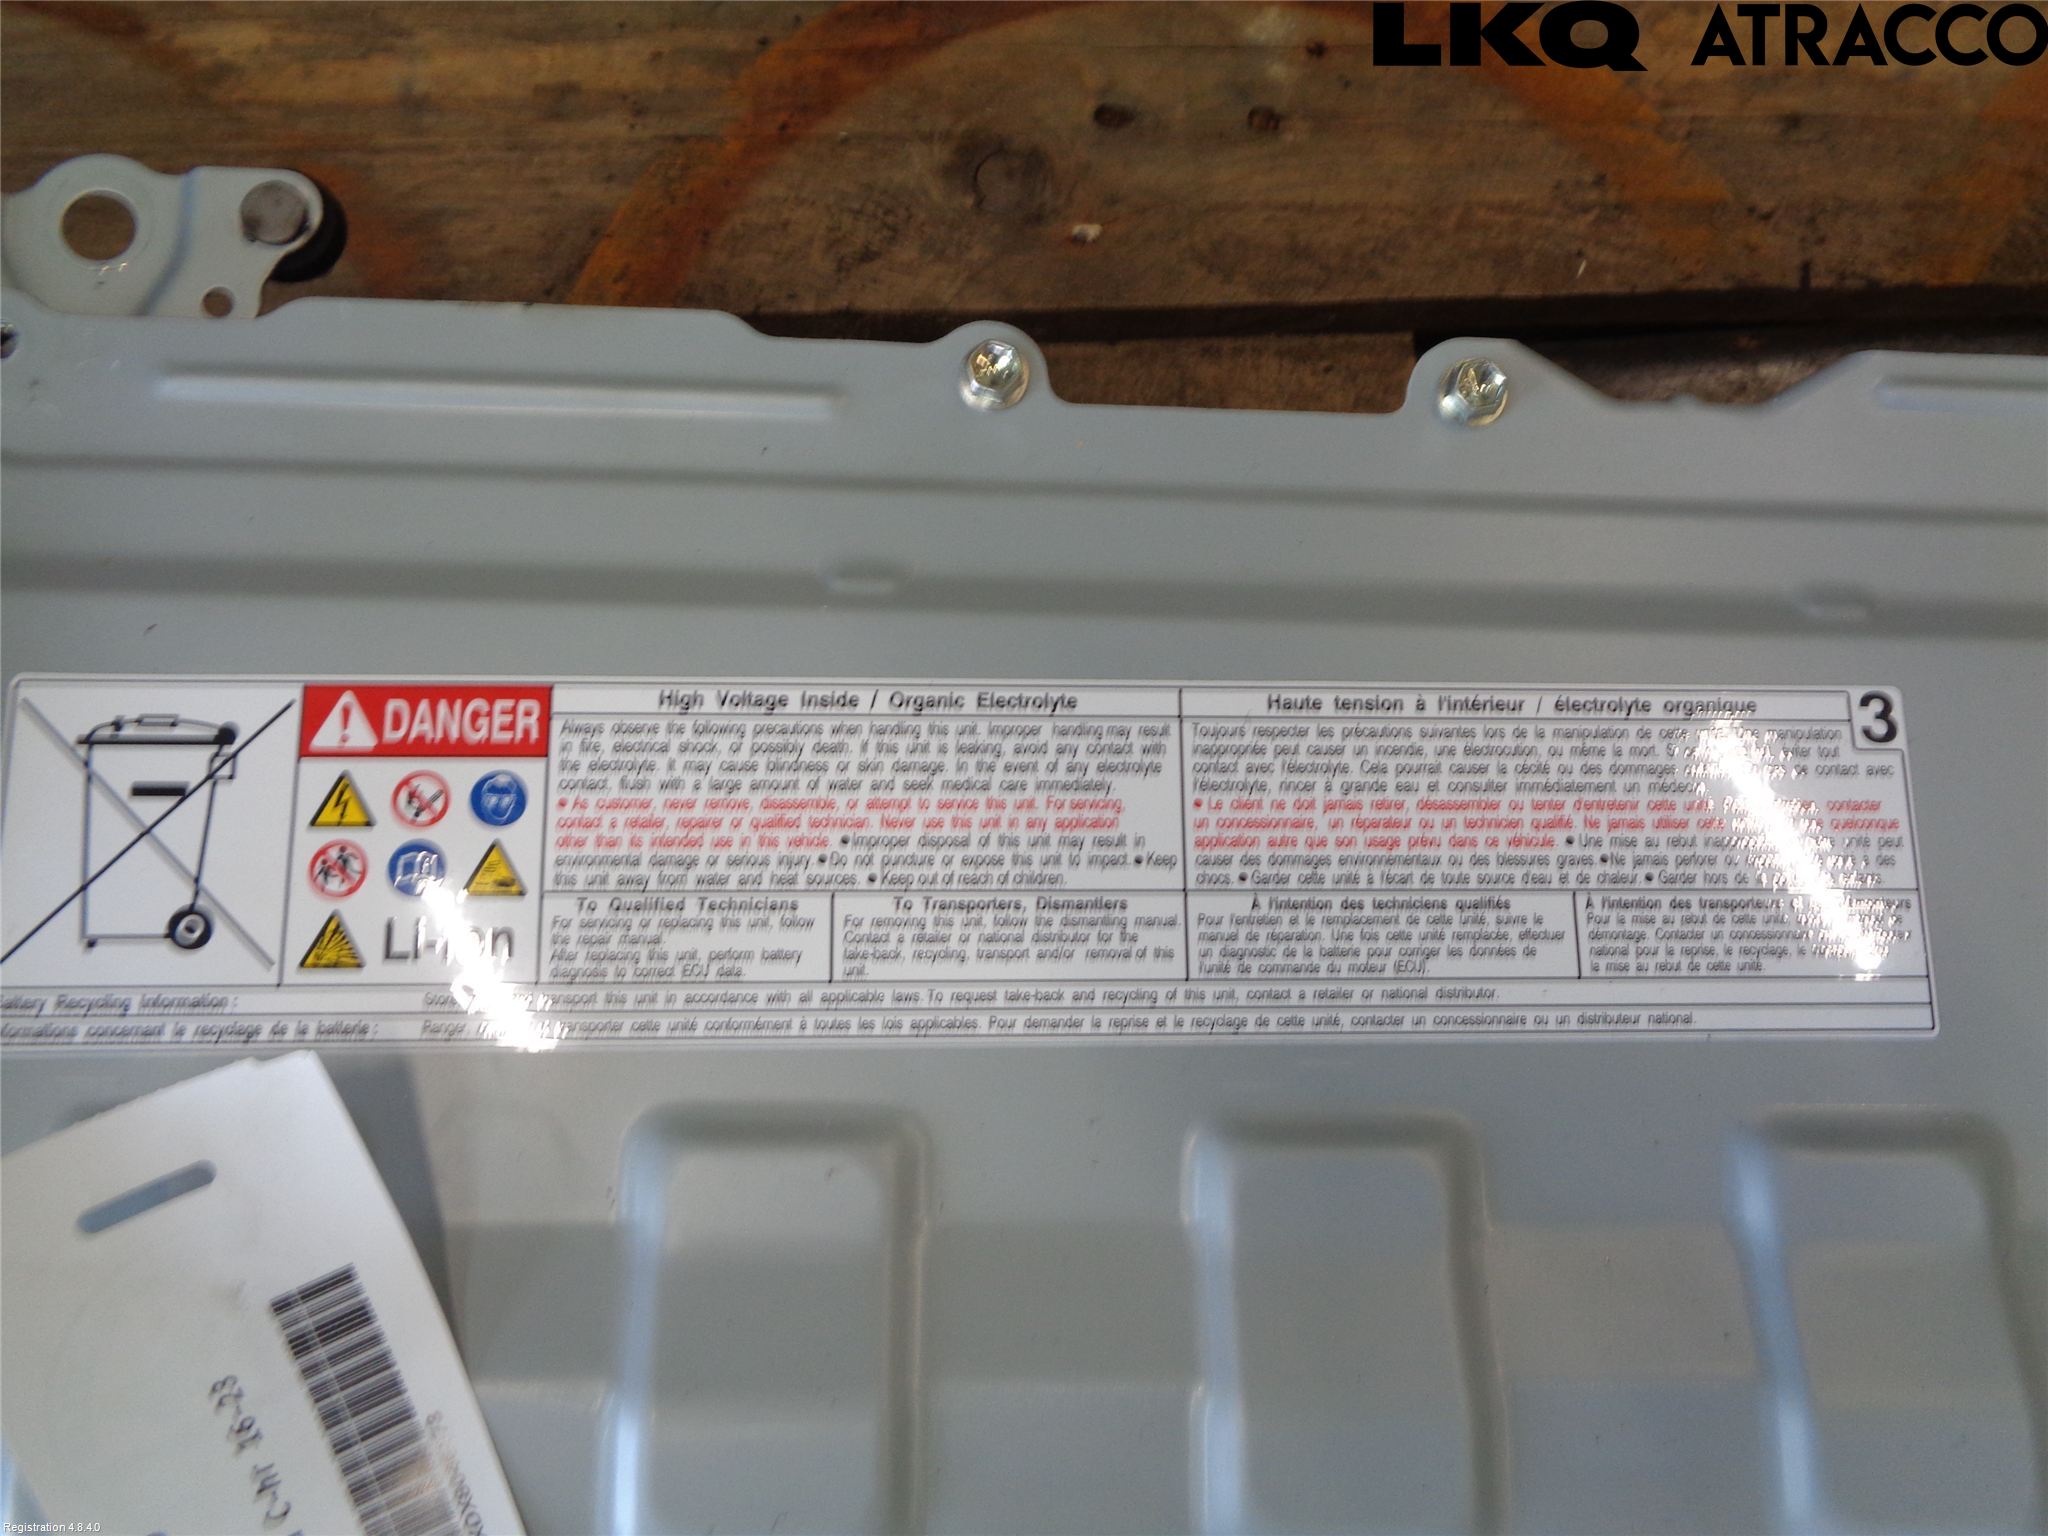 LKQ ATRACCO
DANGER
Li-ion
High Voltage Inside / Organic Electrolyte
Always observe the following precautions when handling this unit. Improper handling may result
in fire, electrical shock, or possibly death. If this unit is leaking, avoid any contact with
the electrolyte. It may cause blindness or skin damage. In the event of any electrolyte
contact, flush with a large amount of water and seek medical care immediately.
● As customer, never remove, disassemble, or attempt to service this unit. For servicing,
contact a retailer, repairer or qualified technician. Never use this unit in any application
other than its intended use in this vehicle. ● Improper disposal of this unit may result in
environmental damage or serious injury. ● Do not puncture or expose this unit to impact. ● Keep
this unit away from water and heat sources. ● Keep out of reach of children.
To Qualified Technicians
For servicing or replacing this unit, follow
the repair manual.
After replacing this unit, perform battery
diagnosis to correct ECU data.
To Transporters, Dismantlers
For removing this unit, follow the dismantling manual.
Contact a retailer or national distributor for the
take-back, recycling, transport and/or removal of this
unit.
Haute tension à l'intérieur / électrolyte organique
3
Toujours respecter les précautions suivantes lors de la manipulation de cette manipulation
inappropriée peut causer un incendie, une électrocution, ou même la mort. Si éviter tout
contact avec l'électrolyte. Cela pourrait causer la cécité ou des dommages de contact avec
l'électrolyte, rincer à grande eau et consulter immédiatement un médecin
● Le client ne doit jamais retirer, désassembler ou tenter d'entretenir cette unité contacter
un concessionnaire, un réparateur ou un technicien qualifié. Ne jamais utiliser cette quelconque
application autre que son usage prévu dans ce véhicule. ● Une mise au rebut unité peut
causer des dommages environnementaux ou des blessures graves. ● Ne jamais perforer ou à des
chocs. ● Garder cette unité à l'écart de toute source d'eau et de chaleur. ● Garder hors de
À l'intention des techniciens qualifiés
Pour l'entretien et le remplacement de cette unité, suivre le
manuel de réparation. Une fois cette unité remplacée, effectuer
un diagnostic de la batterie pour corriger les données de
l'unité de commande du moteur (ECU).
À l'intention des transporteurs
Pour la mise au rebut de cette unité,
démontage. Contacter un concessionnaire
national pour la reprise, le recyclage, le
la mise au rebut de cette unité.
Battery Recycling Information :
transport this unit in accordance with all applicable laws. To request take-back and recycling of this unit, contact a retailer or national distributor.
Informations concernant le recyclage de la batterie :
Ranger, transporter cette unité conformément à toutes les lois applicables. Pour demander la reprise et le recyclage de cette unité, contacter un concessionnaire ou un distributeur national.
C-hr 16-23
Registration 4.8.4.0